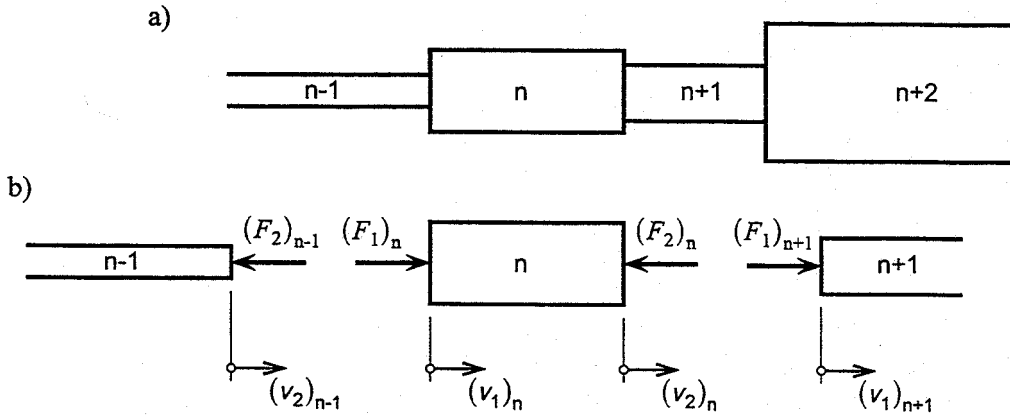 a)
n-1 n n+1 n+2
b)
(F₂)ₙ₋₁ (F₁)ₙ (F₂)ₙ (F₁)ₙ₊₁
n-1 n n+1
(v₂)ₙ₋₁ (v₁)ₙ (v₂)ₙ (v₁)ₙ₊₁